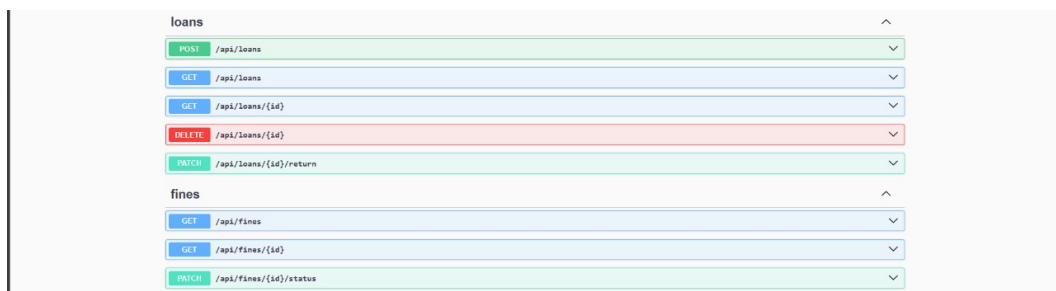 loans
POST /api/loans
GET /api/loans
GET /api/loans/{id}
DELETE /api/loans/{id}
PATCH /api/loans/{id}/return
fines
GET /api/fines
GET /api/fines/{id}
PATCH /api/fines/{id}/status